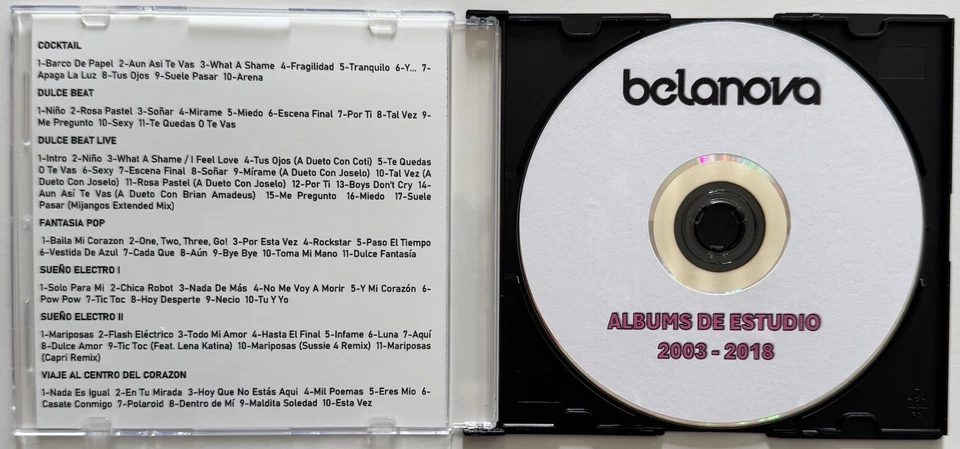 COCKTAIL
1-Barco De Papel 2-Aun Asi Te Vas 3-What A Shame 4-Fragilidad 5-Tranquilo 6-Y... 7-
Apaga La Luz 8-Tus Ojos 9-Suele Pasar 10-Arena
DULCE BEAT
1-Niño 2-Rosa Pastel 3-Soñar 4-Mirame 5-Miedo 6-Escena Final 7-Por Ti 8-Tal Vez 9-
Me Pregunto 10-Sexy 11-Te Quedas O Te Vas
DULCE BEAT LIVE
1-Intro 2-Niño 3-What A Shame / I Feel Love 4-Tus Ojos (A Dueto Con Coti) 5-Te Quedas
O Te Vas 6-Sexy 7-Escena Final 8-Soñar 9-Mírame (A Dueto Con Joselo) 10-Tal Vez (A
Dueto Con Joselo) 11-Rosa Pastel (A Dueto Con Joselo) 12-Por Ti 13-Boys Don't Cry 14-
Aun Así Te Vas (A Dueto Con Brian Amadeus) 15-Me Pregunto 16-Miedo 17-Suele
Pasar (Mijangos Extended Mix)
FANTASIA POP
1-Baila Mi Corazon 2-One, Two, Three, Go! 3-Por Esta Vez 4-Rockstar 5-Paso El Tiempo
6-Vestida De Azul 7-Cada Que 8-Aún 9-Bye Bye 10-Toma Mi Mano 11-Dulce Fantasía
SUEÑO ELECTRO I
1-Solo Para Mi 2-Chica Robot 3-Nada De Más 4-No Me Voy A Morir 5-Y Mi Corazón 6-
Pow Pow 7-Tic Toc 8-Hoy Desperte 9-Necio 10-Tu Y Yo
SUEÑO ELECTRO II
1-Mariposas 2-Flash Eléctrico 3-Todo Mi Amor 4-Hasta El Final 5-Infame 6-Luna 7-Aquí
8-Dulce Amor 9-Tic Toc (Feat. Lena Katina) 10-Mariposas (Sussie 4 Remix) 11-Mariposas
(Capri Remix)
VIAJE AL CENTRO DEL CORAZON
1-Nada Es Igual 2-En Tu Mirada 3-Hoy Que No Estás Aqui 4-Mil Poemas 5-Eres Mio 6-
Casate Conmigo 7-Polaroid 8-Dentro de Mí 9-Maldita Soledad 10-Esta Vez
belanova
ALBUMS DE ESTUDIO
2003 - 2018